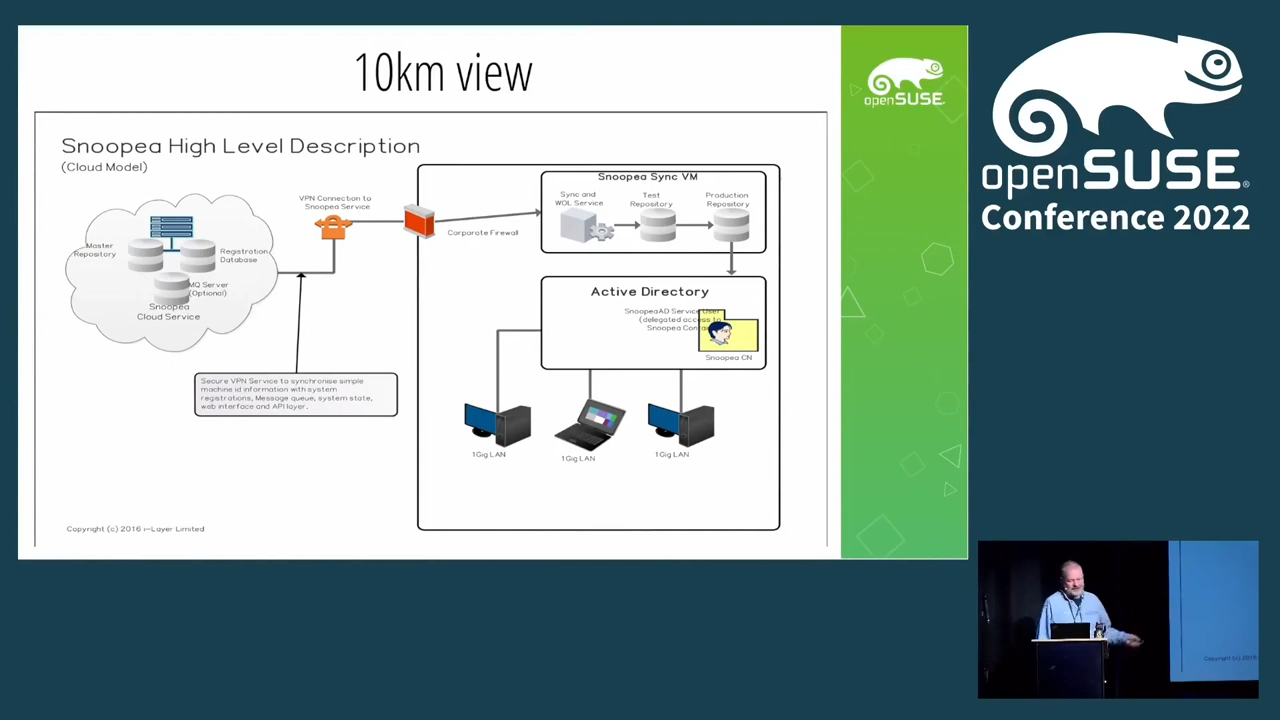 10km view
Snoopea High Level Description
(Cloud Model)
Master
Repository
Registration
Database
MQ Server
(Optional)
Snoopea
Cloud Service
VPN Connection to
Snoopea Service
Corporate Firewall
Snoopea Sync VM
Sync and
WOL Service
Test
Repository
Production
Repository
Active Directory
SnoopeaAD Service User
(delegated access to
Snoopea
Snoopea CN
Secure VPN Service to synchronise simple
machine id information with system
registrations, Message queue, system state,
web interface and API layer.
1Gig LAN
1Gig LAN
1Gig LAN
Copyright (c) 2016 i-Layer Limited
openSUSE
openSUSE
Conference 2022
Copyright (c) 2016